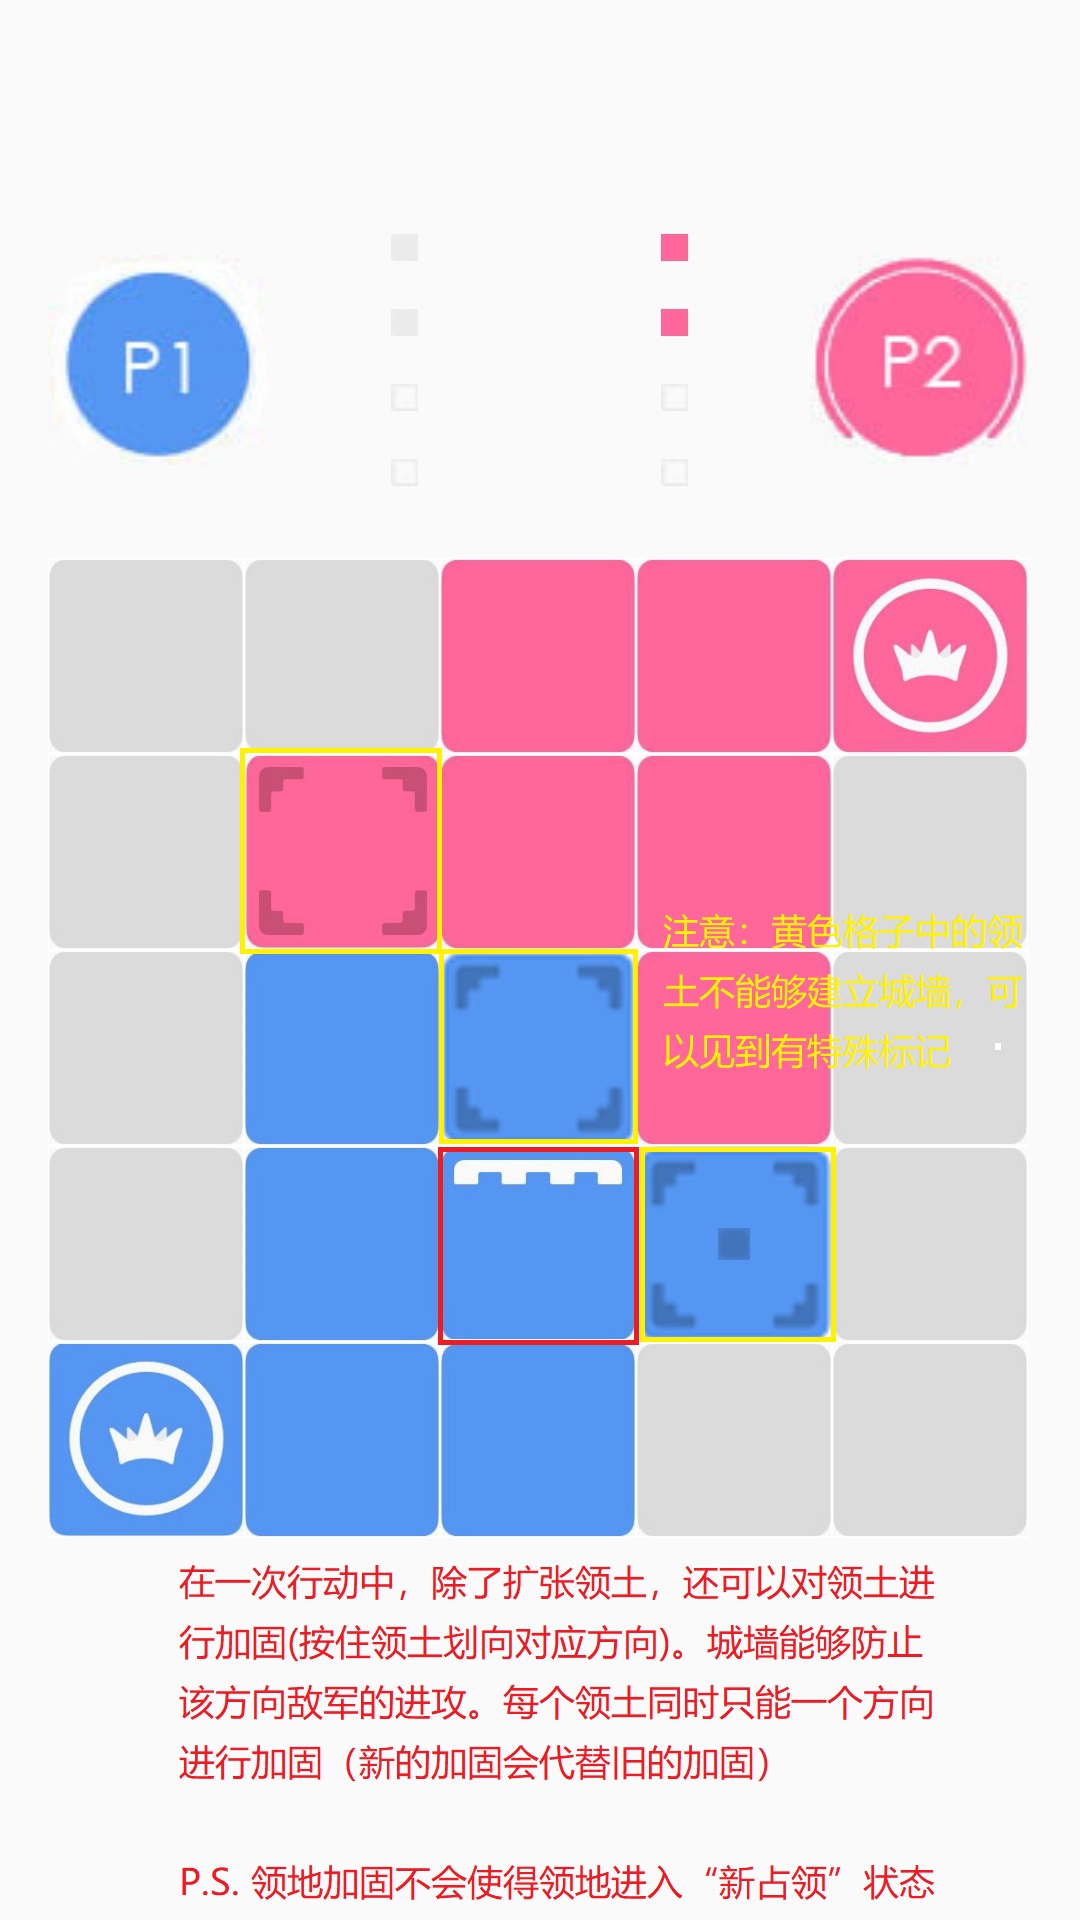 P1
P2
注意：黄色格子中的领
土不能够建立城墙，可
以见到有特殊标记
在一次行动中，除了扩张领土，还可以对领土进
行加固(按住领土划向对应方向)。城墙能够防止
该方向敌军的进攻。每个领土同时只能一个方向
进行加固（新的加固会代替旧的加固）
P.S. 领地加固不会使得领地进入“新占领”状态